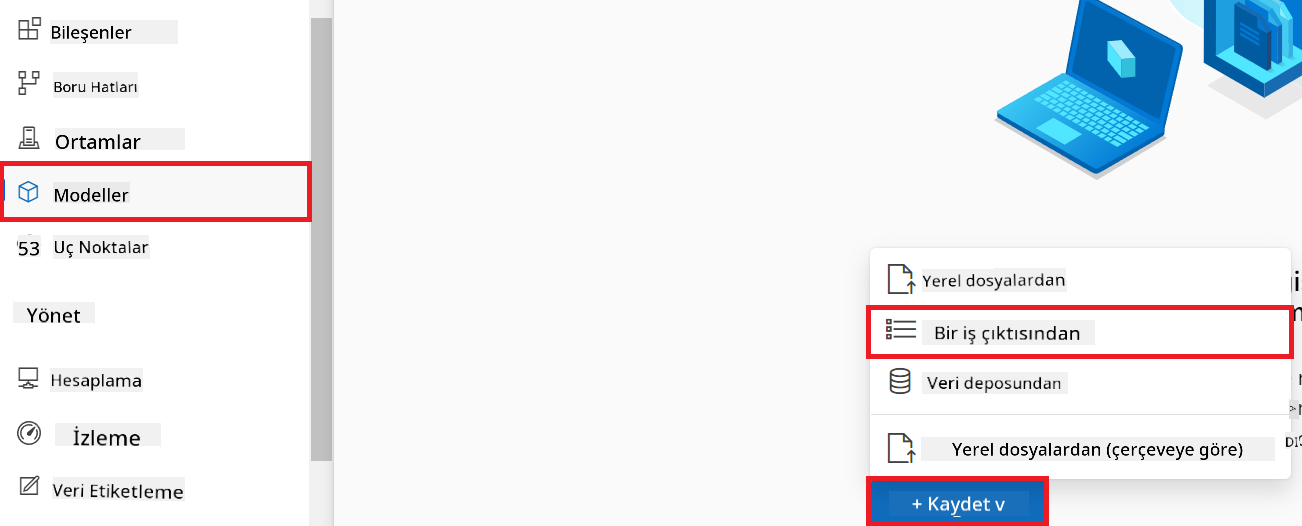 Bileşenler
Boru Hatları
Ortamlar
Modeller
53 Uç Noktalar
Yönet
Hesaplama
İzleme
Veri Etiketleme
Yerel dosyalardan
Bir iş çıktısından
Veri deposundan
Yerel dosyalardan (çerçeveye göre)
+ Kaydet v